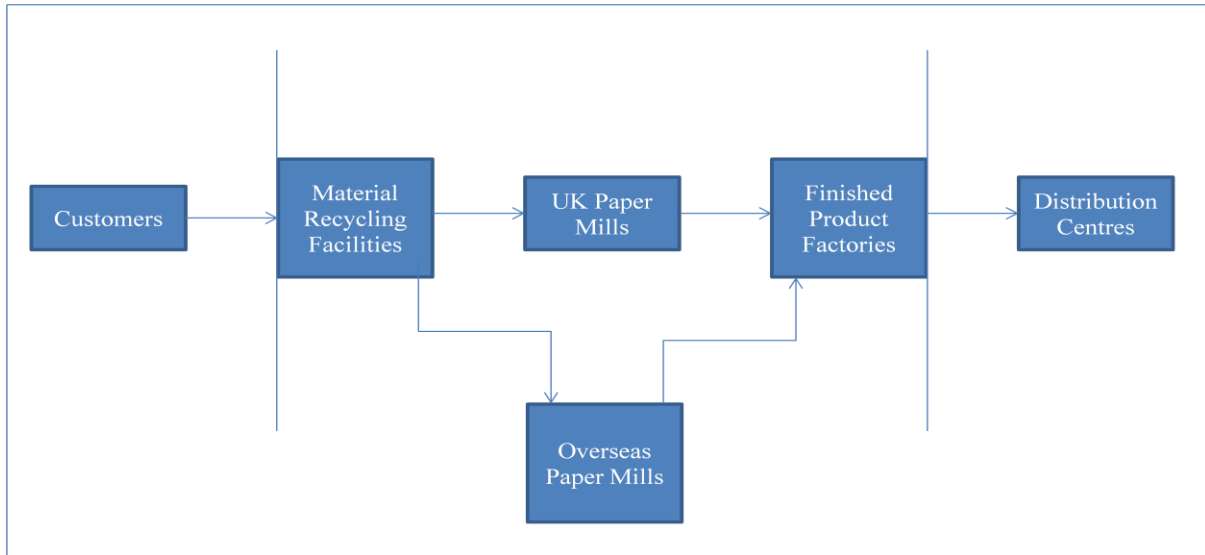 Customers
Material
Recycling
Facilities
UK Paper
Mills
Finished
Product
Factories
Distribution
Centres
Overseas
Paper Mills